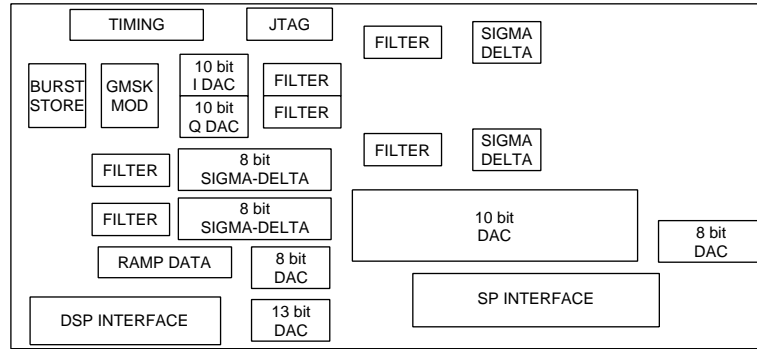 TIMING
JTAG
FILTER
SIGMA
DELTA
BURST
STORE
GMSK
MOD
10 bit
I DAC
FILTER
10 bit
Q DAC
FILTER
FILTER
SIGMA
DELTA
FILTER
8 bit
SIGMA-DELTA
FILTER
8 bit
SIGMA-DELTA
10 bit
DAC
8 bit
DAC
RAMP DATA
8 bit
DAC
SP INTERFACE
DSP INTERFACE
13 bit
DAC